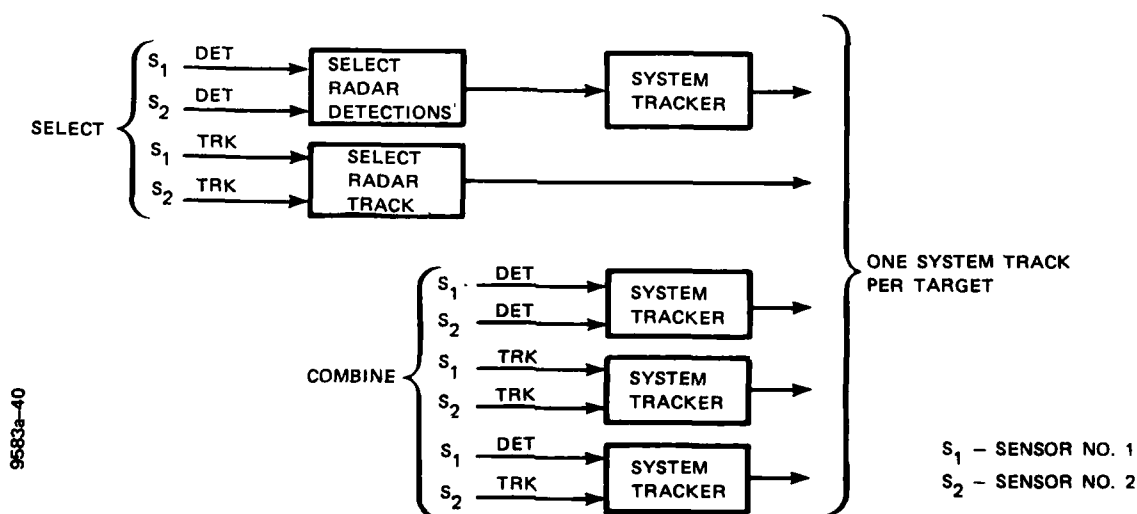 SELECT
S1 DET
S2 DET
S1 TRK
S2 TRK
SELECT
RADAR
DETECTIONS
SYSTEM
TRACKER
SELECT
RADAR
TRACK
COMBINE
S1 DET
S2 DET
SYSTEM
TRACKER
S1 TRK
S2 TRK
SYSTEM
TRACKER
S1 DET
S2 TRK
SYSTEM
TRACKER
ONE SYSTEM TRACK
PER TARGET
S1 – SENSOR NO. 1
S2 – SENSOR NO. 2
9583a–40